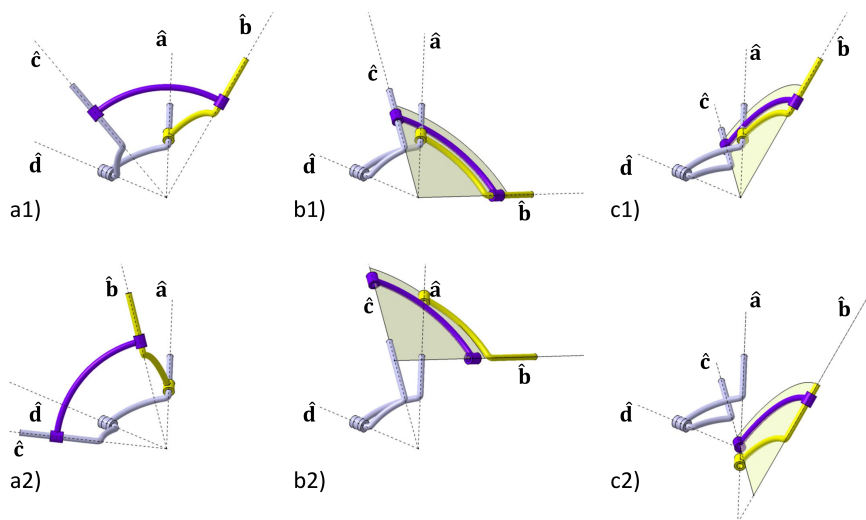 ĉ
â
b̂
d̂
a1)
ĉ
â
d̂
b̂
b1)
ĉ
â
b̂
d̂
c1)
b̂
â
d̂
ĉ
a2)
â
ĉ
b̂
d̂
b2)
â
b̂
ĉ
d̂
c2)